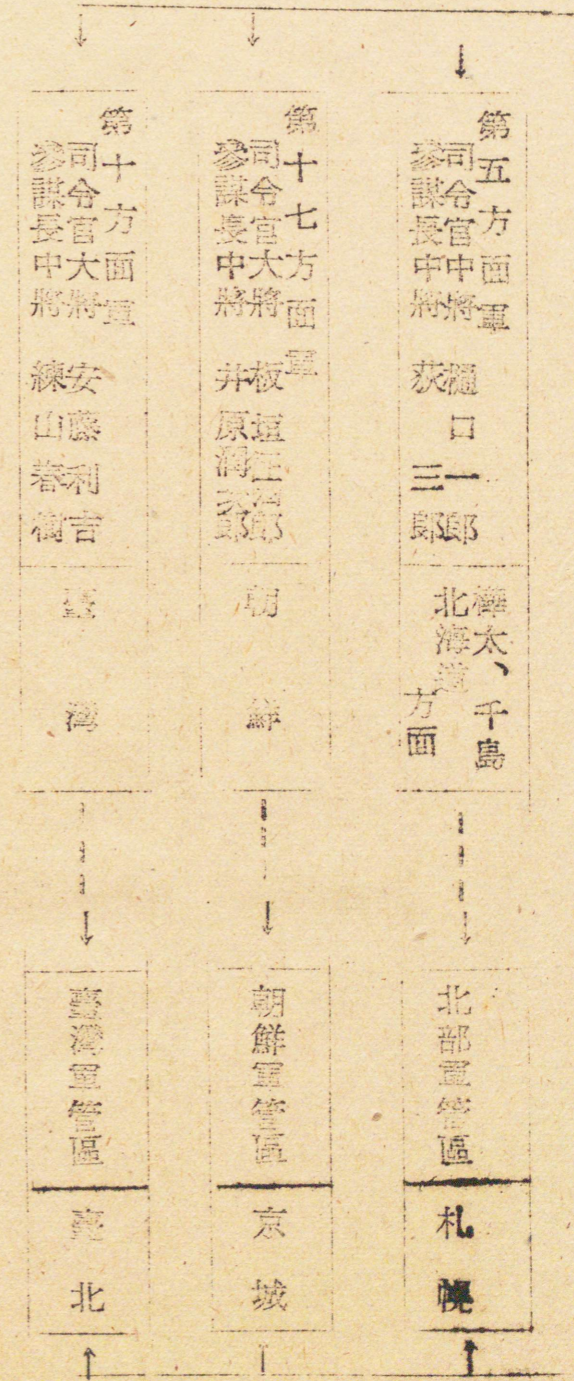 第五方面軍
司令官中將 樋口一郎
參謀長中將 萩三郎
樺太、千島
北海道方面
北部軍管區
札幌
第十七方面軍
司令官大將 板垣征四郎
參謀長中將 井原潤次郎
朝鮮
朝鮮軍管區
京城
第十方面軍
司令官大將 安藤利吉
參謀長中將 諫山春樹
臺灣
臺灣軍管區
臺北